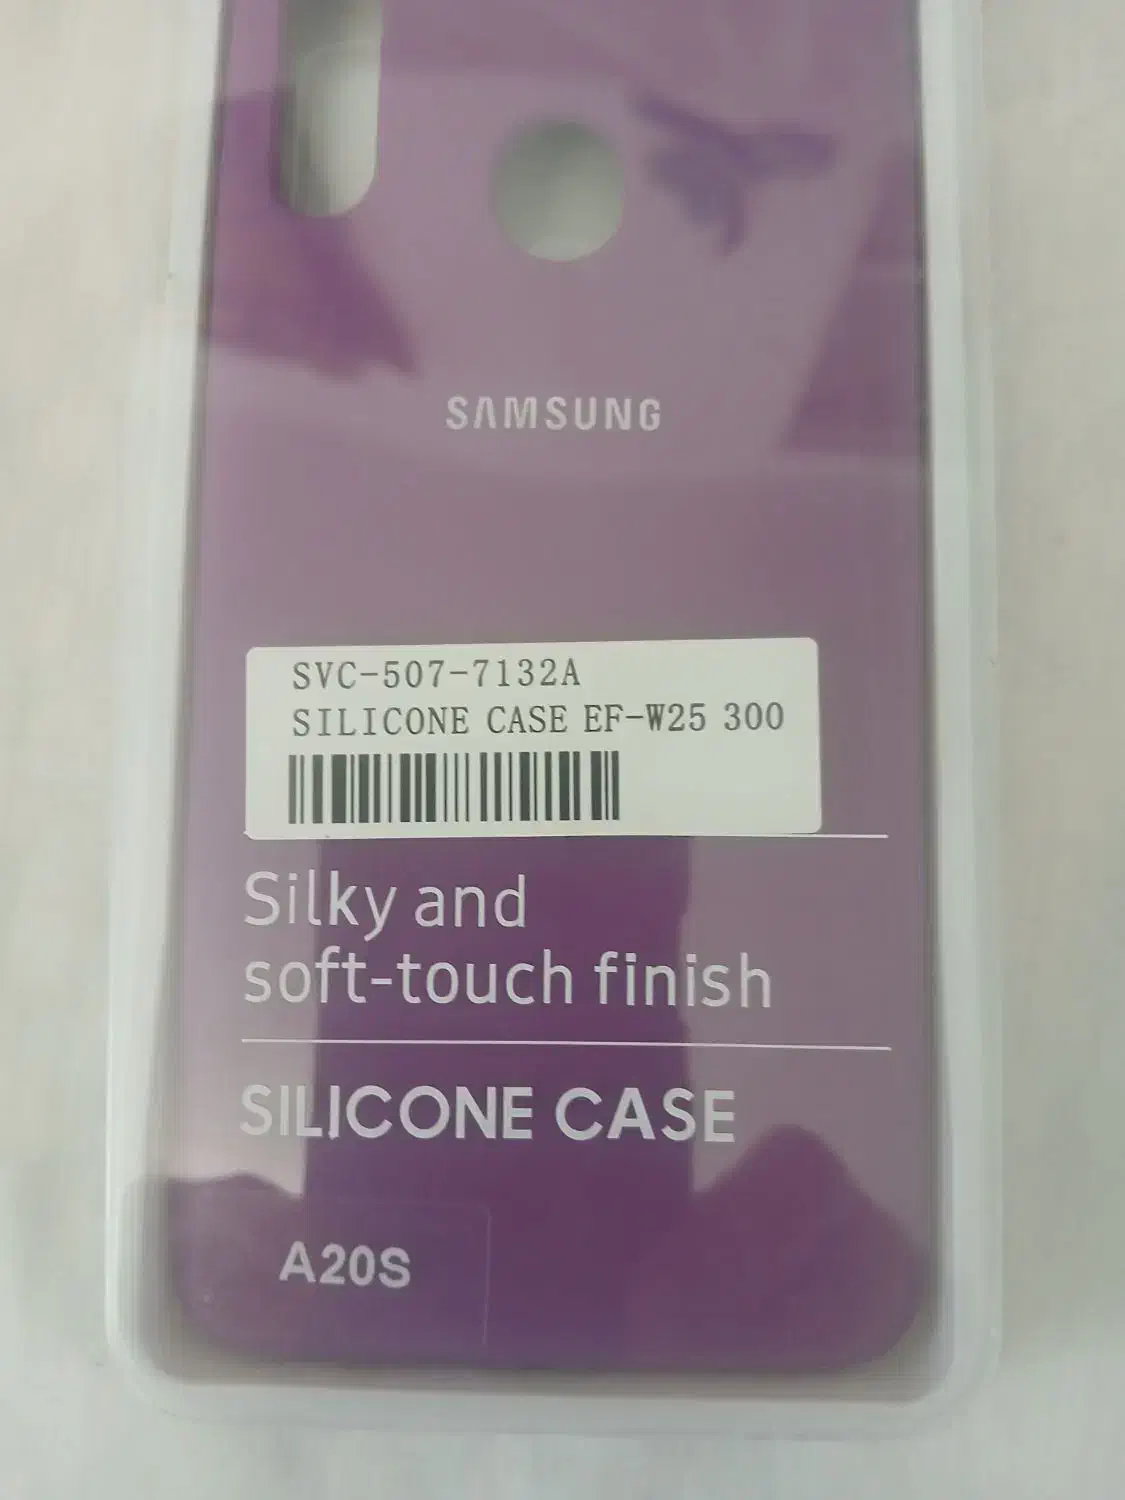 SAMSUNG
SVC-507-7132A
SILICONE CASE EF-W25 300
Silky and
soft-touch finish
SILICONE CASE
A20S